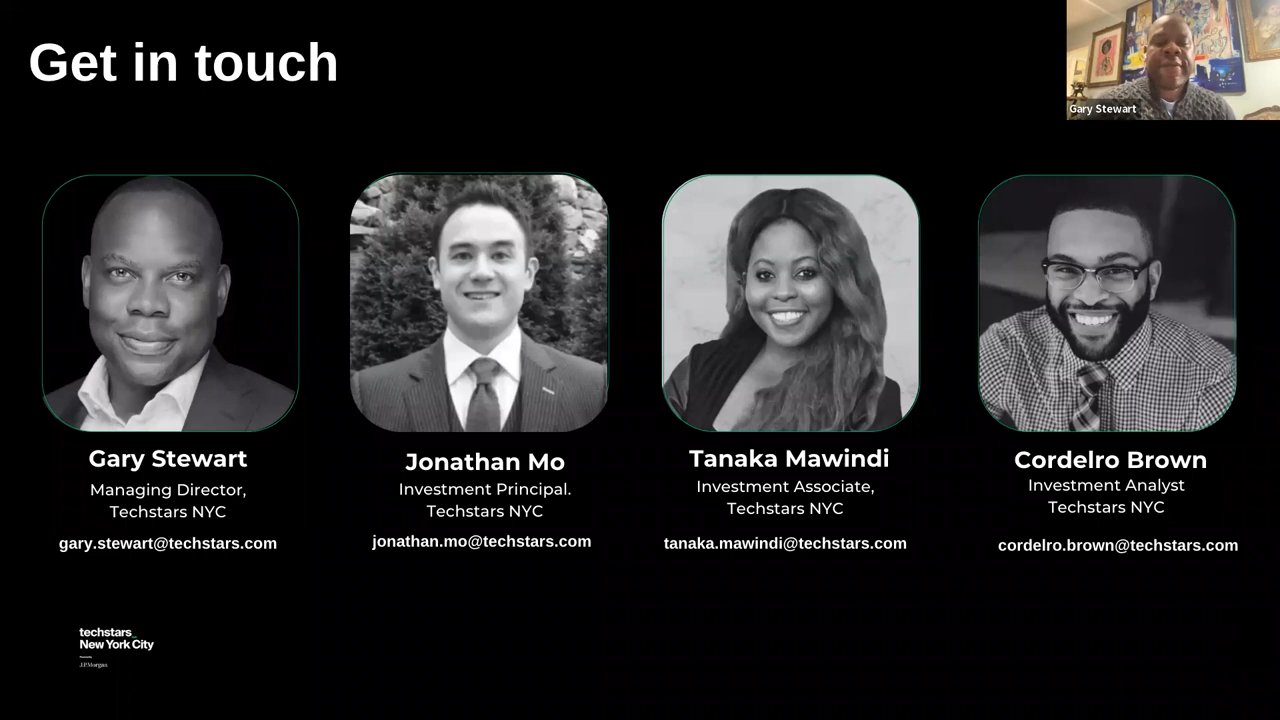 Get in touch
Gary Stewart
Gary Stewart
Managing Director,
Techstars NYC
gary.stewart@techstars.com
Jonathan Mo
Investment Principal.
Techstars NYC
jonathan.mo@techstars.com
Tanaka Mawindi
Investment Associate,
Techstars NYC
tanaka.mawindi@techstars.com
Cordelro Brown
Investment Analyst
Techstars NYC
cordelro.brown@techstars.com
techstars_
New York City
J.P.Morgan